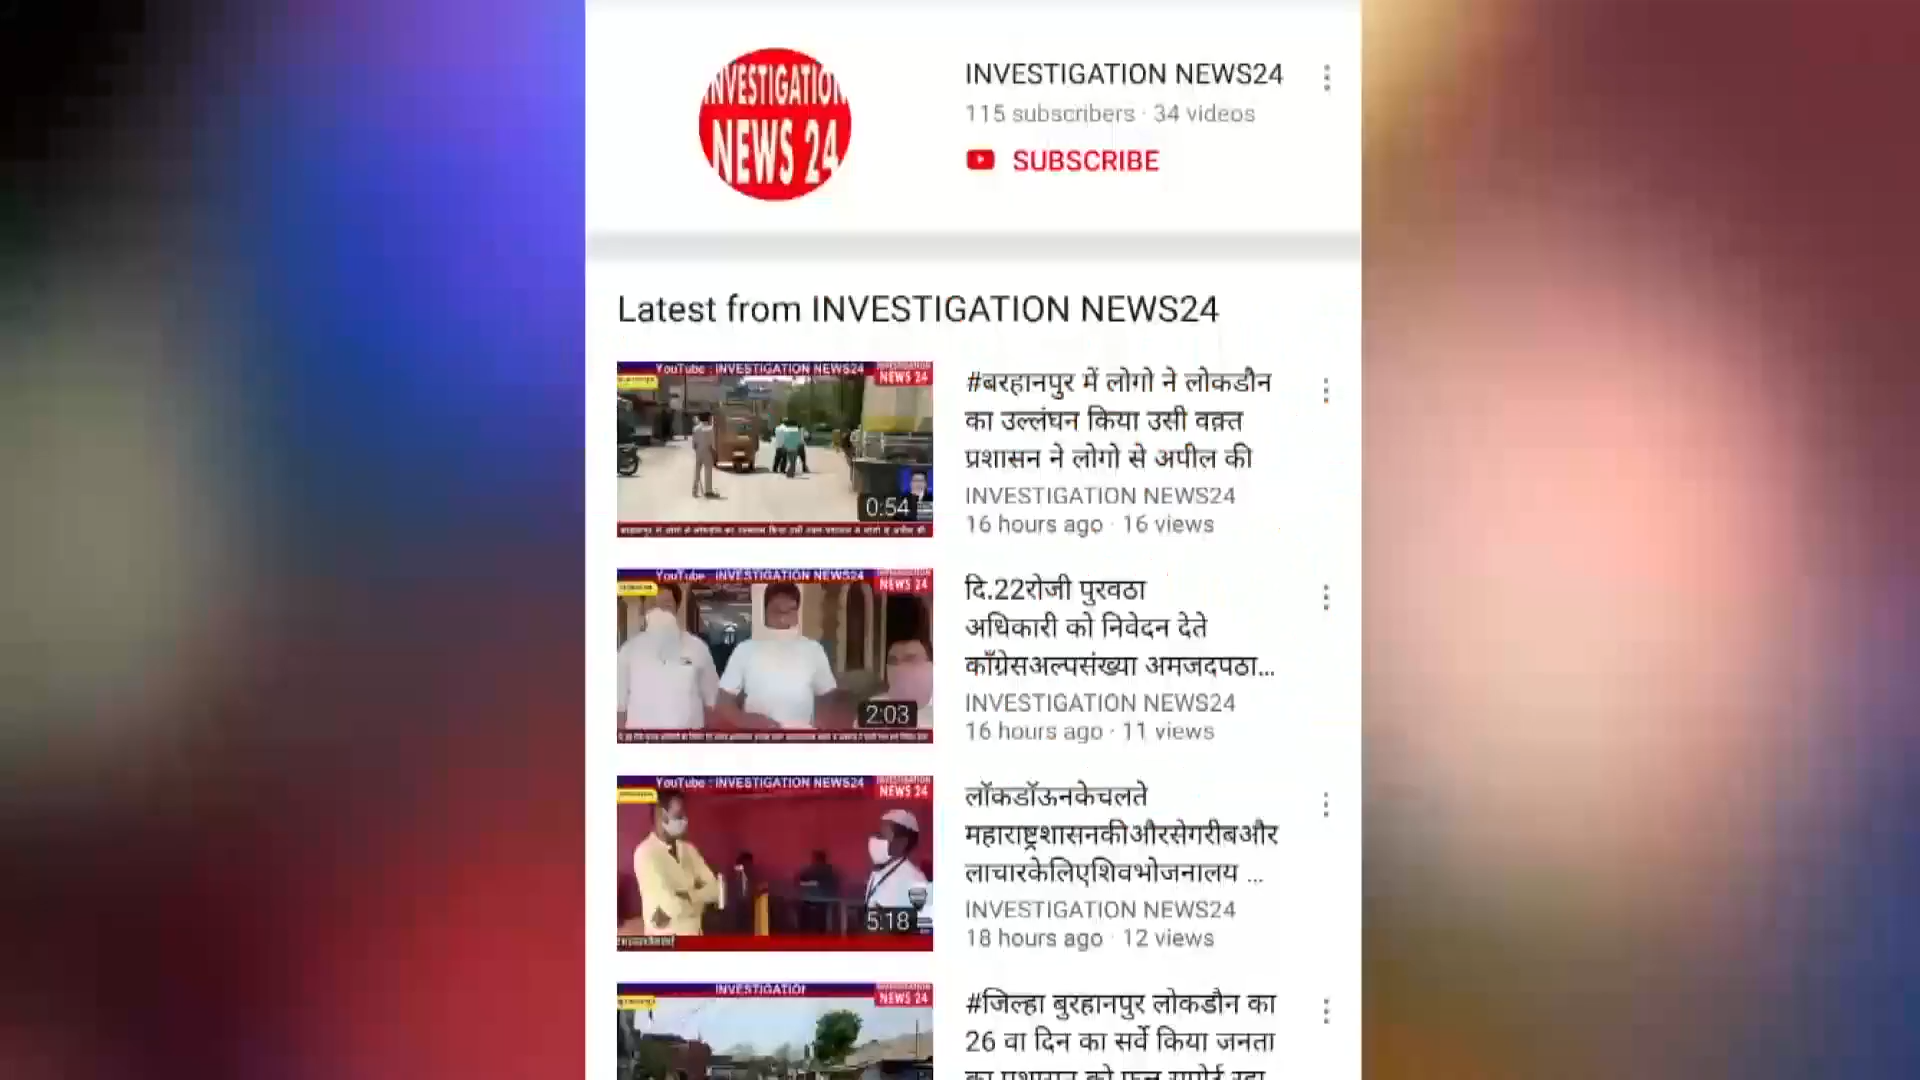 INVESTIGATION
NEWS 24
INVESTIGATION NEWS24
115 subscribers · 34 videos
SUBSCRIBE
Latest from INVESTIGATION NEWS24
YouTube : INVESTIGATION NEWS24
NEWS 24
0:54
#बरहानपुर में लोगो ने लोकडौन
का उल्लंघन किया उसी वक़्त
प्रशासन ने लोगो से अपील की
INVESTIGATION NEWS24
16 hours ago · 16 views
YouTube : INVESTIGATION NEWS24
NEWS 24
2:03
दि.22रोजी पुरवठा
अधिकारी को निवेदन देते
काँग्रेसअल्पसंख्या अमजदपठा...
INVESTIGATION NEWS24
16 hours ago · 11 views
YouTube : INVESTIGATION NEWS24
NEWS 24
5:18
लॉकडॉऊनकेचलते
महाराष्ट्रशासनकीऔरसेगरीबऔर
लाचारकेलिएशिवभोजनालय ...
INVESTIGATION NEWS24
18 hours ago · 12 views
INVESTIGATION
NEWS 24
#जिल्हा बुरहानपुर लोकडौन का
26 वा दिन का सर्वे किया जनता